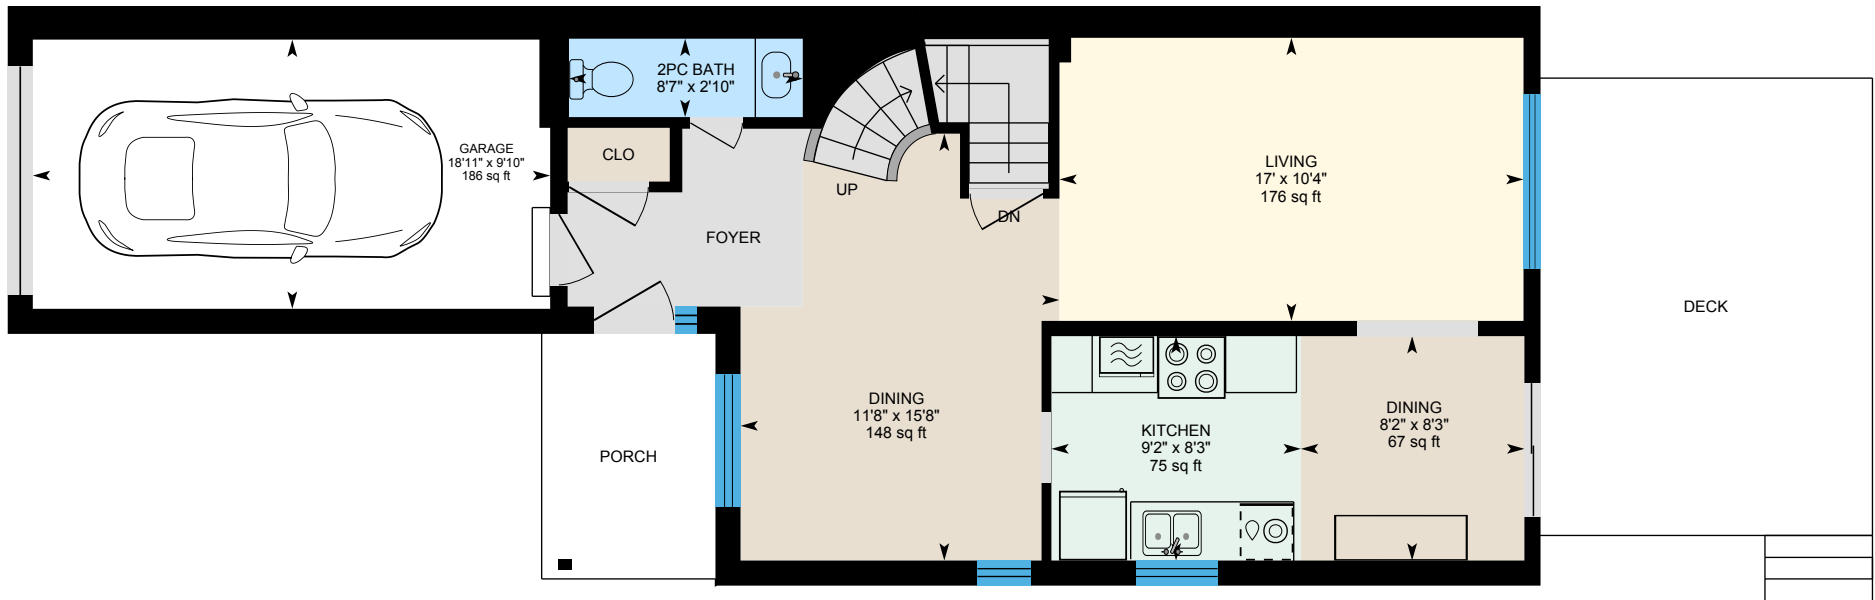 2PC BATH
8'7" x 2'10"
GARAGE
18'11" x 9'10"
186 sq ft
CLO
UP
FOYER
DN
LIVING
17' x 10'4"
176 sq ft
DECK
DINING
11'8" x 15'8"
148 sq ft
KITCHEN
9'2" x 8'3"
75 sq ft
DINING
8'2" x 8'3"
67 sq ft
PORCH